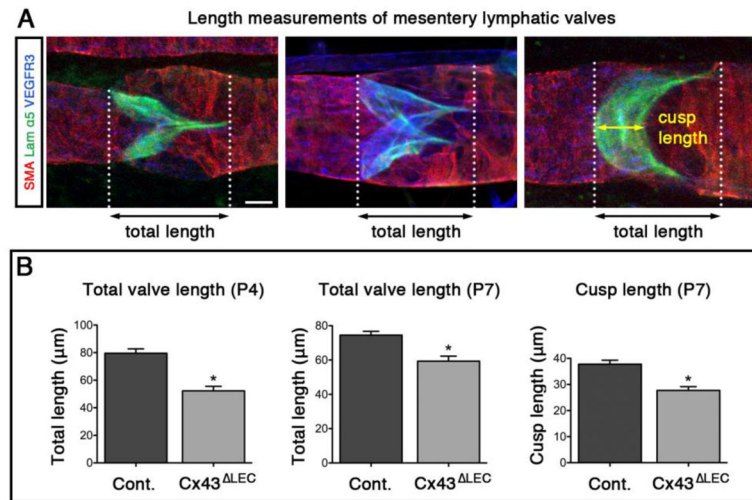 A
Length measurements of mesentery lymphatic valves
SMA Lam α5 VEGFR3
cusp
length
total length
total length
total length
B
Total valve length (P4)
Total length (µm)
100
80
60
40
20
0
*
Cont.
Cx43ΔLEC
Total valve length (P7)
Total length (µm)
80
60
40
20
0
*
Cont.
Cx43ΔLEC
Cusp length (P7)
Cusp length (µm)
40
30
20
10
0
*
Cont.
Cx43ΔLEC